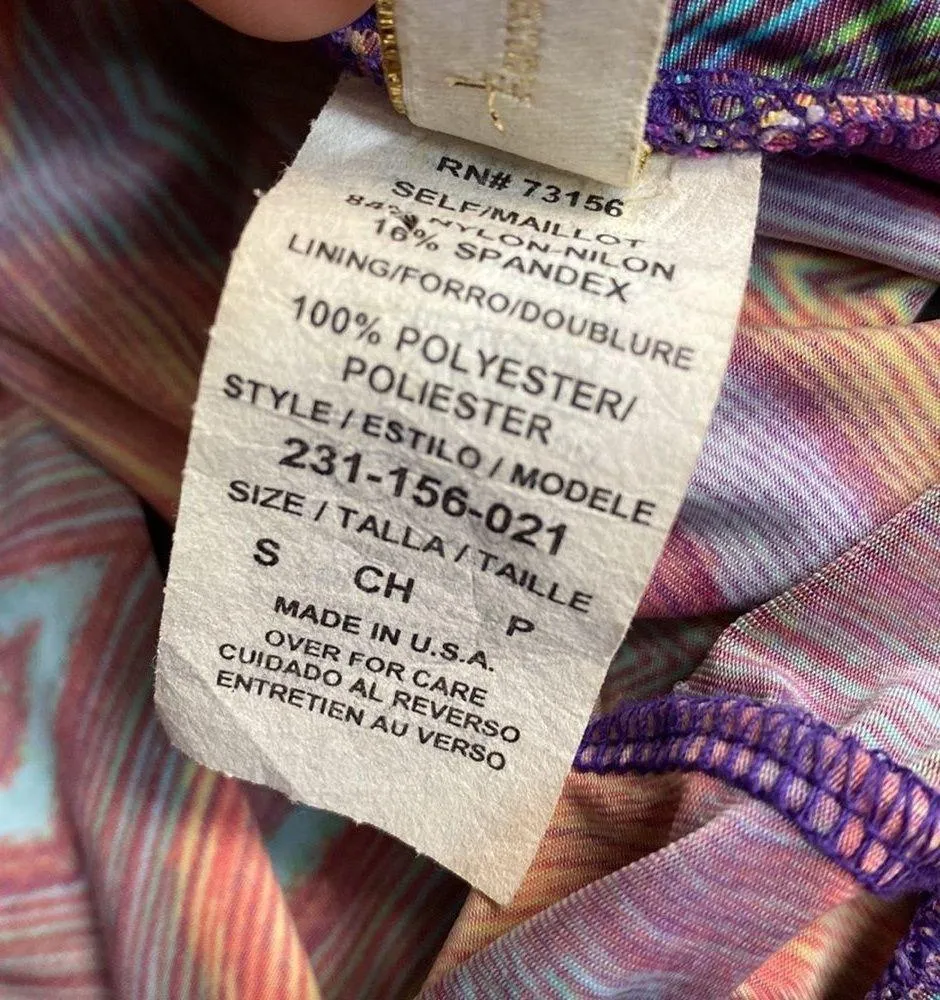 RN# 73156
SELF/MAILLOT
84% NYLON-NILON
16% SPANDEX
LINING/FORRO/DOUBLURE
100% POLYESTER/
POLIESTER
STYLE / ESTILO / MODELE
231-156-021
SIZE / TALLA / TAILLE
S CH P
MADE IN U.S.A.
OVER FOR CARE
CUIDADO AL REVERSO
ENTRETIEN AU VERSO